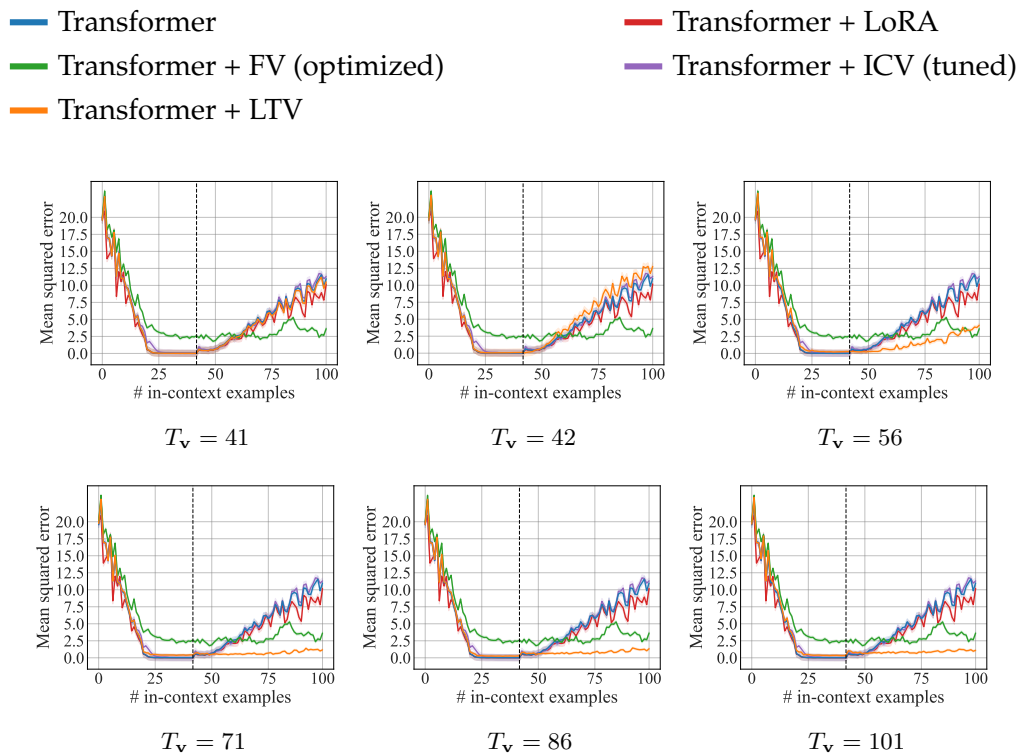 Transformer
Transformer + LoRA
Transformer + FV (optimized)
Transformer + ICV (tuned)
Transformer + LTV
Mean squared error
20.0
17.5
15.0
12.5
10.0
7.5
5.0
2.5
0.0
0 25 50 75 100
# in-context examples
T_v = 41
Mean squared error
20.0
17.5
15.0
12.5
10.0
7.5
5.0
2.5
0.0
0 25 50 75 100
# in-context examples
T_v = 42
Mean squared error
20.0
17.5
15.0
12.5
10.0
7.5
5.0
2.5
0.0
0 25 50 75 100
# in-context examples
T_v = 56
Mean squared error
20.0
17.5
15.0
12.5
10.0
7.5
5.0
2.5
0.0
0 25 50 75 100
# in-context examples
T_v = 71
Mean squared error
20.0
17.5
15.0
12.5
10.0
7.5
5.0
2.5
0.0
0 25 50 75 100
# in-context examples
T_v = 86
Mean squared error
20.0
17.5
15.0
12.5
10.0
7.5
5.0
2.5
0.0
0 25 50 75 100
# in-context examples
T_v = 101